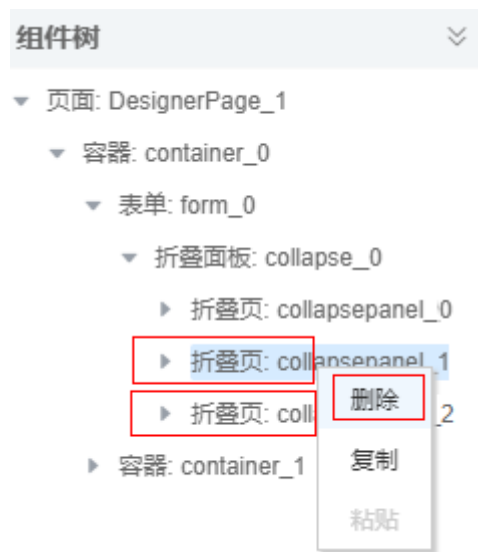 组件树
页面: DesignerPage_1
容器: container_0
表单: form_0
折叠面板: collapse_0
折叠页: collapsepanel_0
折叠页: collapsepanel_1
折叠页: coll _2
删除
容器: container_1
复制
粘贴